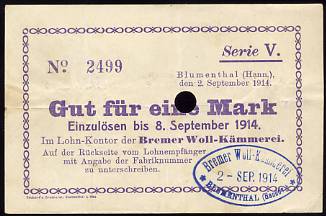 Serie V.
No. 2499
Blumenthal (Hann.),
den 2. September 1914.
Gut für eine Mark
Einzulösen bis 8. September 1914.
Im Lohn-Kontor der Bremer Woll-Kämmerei.
Auf der Rückseite vom Lohnempfänger
mit Angabe der Fabriknummer
zu unterschreiben.
Bremer Woll-Kämmerei
2- SEP. 1914
BLUMENTHAL